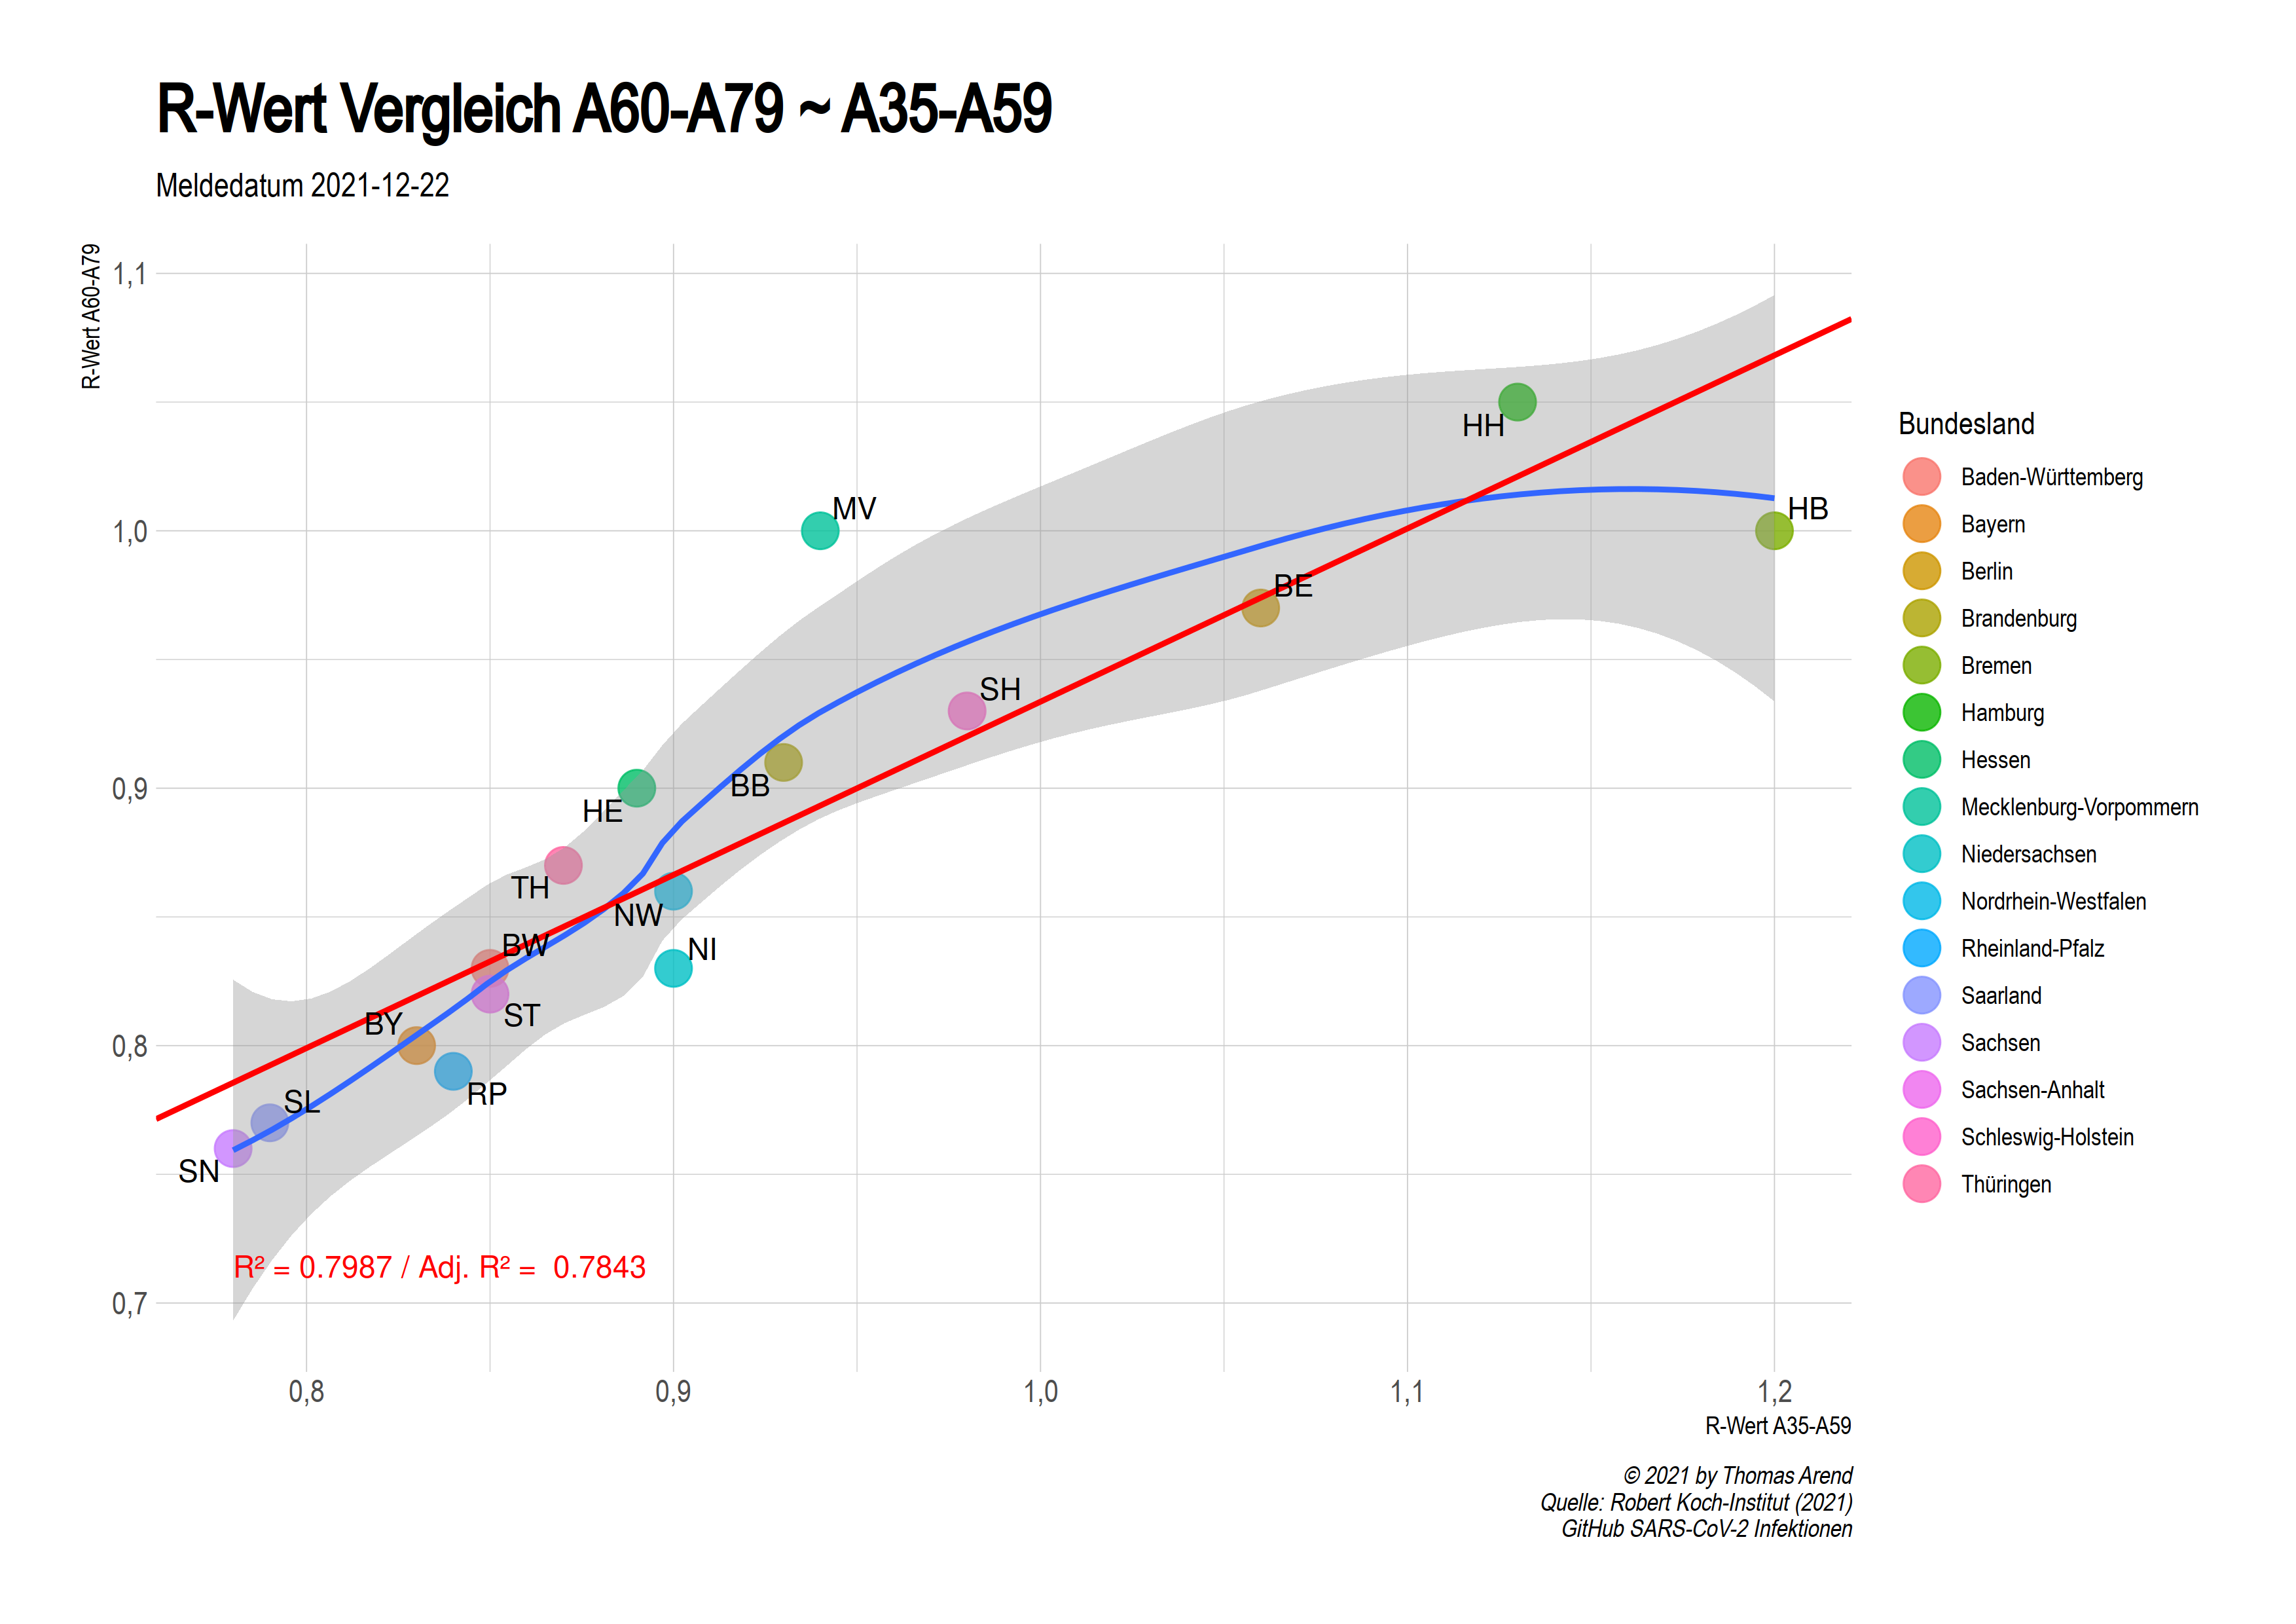 R-Wert Vergleich A60-A79 ~ A35-A59
Meldedatum 2021-12-22
R-Wert A60-A79
1,1
1,0
0,9
0,8
0,7
HH
HB
MV
BE
SH
BB
HE
TH
NW
NI
BW
ST
BY
RP
SL
SN
R² = 0.7987 / Adj. R² =  0.7843
0,8
0,9
1,0
1,1
1,2
R-Wert A35-A59
Bundesland
Baden-Württemberg
Bayern
Berlin
Brandenburg
Bremen
Hamburg
Hessen
Mecklenburg-Vorpommern
Niedersachsen
Nordrhein-Westfalen
Rheinland-Pfalz
Saarland
Sachsen
Sachsen-Anhalt
Schleswig-Holstein
Thüringen
© 2021 by Thomas Arend
Quelle: Robert Koch-Institut (2021)
GitHub SARS-CoV-2 Infektionen